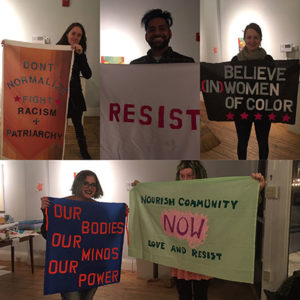 DON'T
NORMALIZE
FIGHT
RACISM
+
PATRIARCHY
RESIST
BELIEVE
(IN) WOMEN
OF COLOR
OUR
BODIES
OUR
MINDS
OUR
POWER
NOURISH COMMUNITY
NOW
LOVE AND RESIST